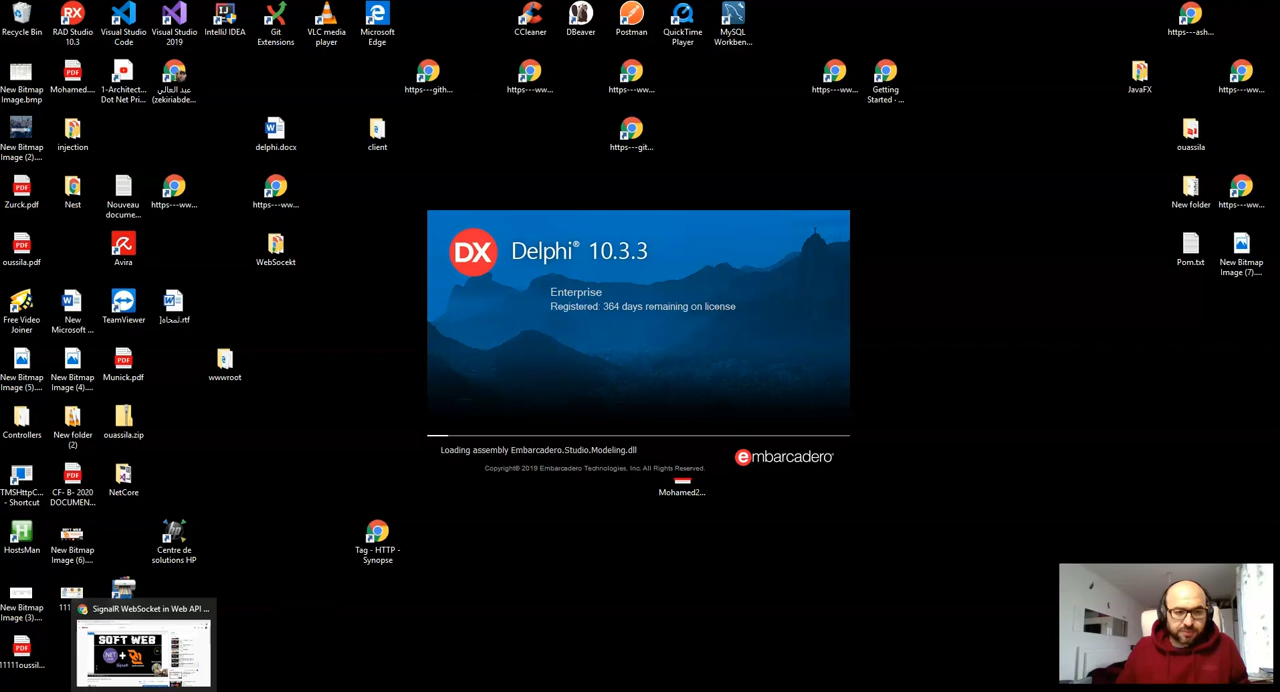 Recycle Bin
RAD Studio
10.3
Visual Studio
Code
Visual Studio
2019
IntelliJ IDEA
Git
Extensions
VLC media
player
Microsoft
Edge
CCleaner
DBeaver
Postman
QuickTime
Player
MySQL
Workben...
https---ash...
New Bitmap
Image.bmp
Mohamed....
1-Architect...
Dot Net Pri...
عبد العالي
(zekiriabde...
https---gith...
https---ww...
https---ww...
https---ww...
Getting
Started - ...
JavaFX
https---ww...
New Bitmap
Image (2)....
injection
delphi.docx
client
https---git...
ouassila
Zurck.pdf
Nest
Nouveau
docume...
https---ww...
https---ww...
New folder
https---ww...
DX
Delphi® 10.3.3
Enterprise
Registered: 364 days remaining on license
oussila.pdf
Avira
WebSocekt
Pom.txt
New Bitmap
Image (7)....
Free Video
Joiner
New
Microsoft ...
TeamViewer
New Bitmap
Image (5)....
New Bitmap
Image (4)....
Munick.pdf
wwwroot
Controllers
New folder
(2)
ouassila.zip
Loading assembly Embarcadero.Studio.Modeling.dll
embarcadero
Copyright© 2019 Embarcadero Technologies, Inc. All Rights Reserved.
TMSHttpC...
- Shortcut
CF- B- 2020
DOCUMEN...
NetCore
Mohamed2...
HostsMan
New Bitmap
Image (6)....
Centre de
solutions HP
Tag - HTTP -
Synopse
New Bitmap
Image (3)....
SignalR WebSocket in Web API ...
SOFT WEB
11111oussil...